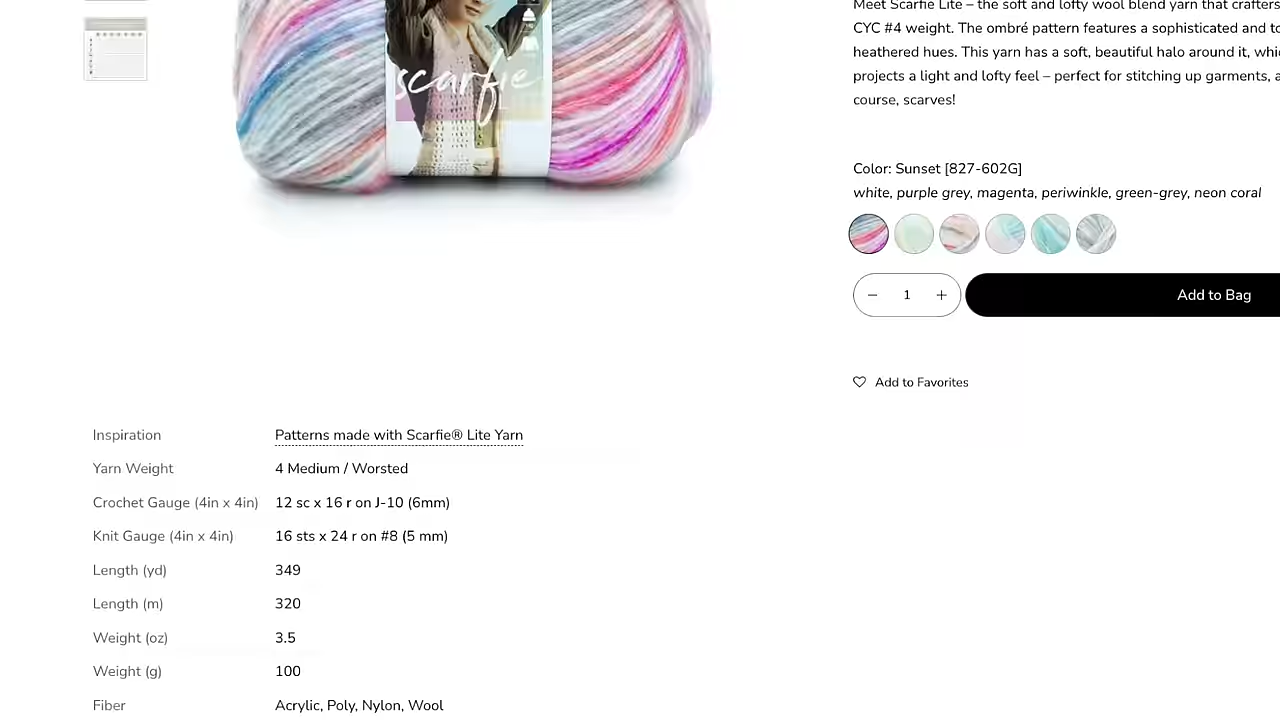 Meet Scarfie Lite – the soft and lofty wool blend yarn that crafters
CYC #4 weight. The ombré pattern features a sophisticated and to
heathered hues. This yarn has a soft, beautiful halo around it, whi
projects a light and lofty feel – perfect for stitching up garments, a
course, scarves!
scarfie
Color: Sunset [827-602G]
white, purple grey, magenta, periwinkle, green-grey, neon coral
1
Add to Bag
Add to Favorites
Inspiration Patterns made with Scarfie® Lite Yarn
Yarn Weight 4 Medium / Worsted
Crochet Gauge (4in x 4in) 12 sc x 16 r on J-10 (6mm)
Knit Gauge (4in x 4in) 16 sts x 24 r on #8 (5 mm)
Length (yd) 349
Length (m) 320
Weight (oz) 3.5
Weight (g) 100
Fiber Acrylic, Poly, Nylon, Wool